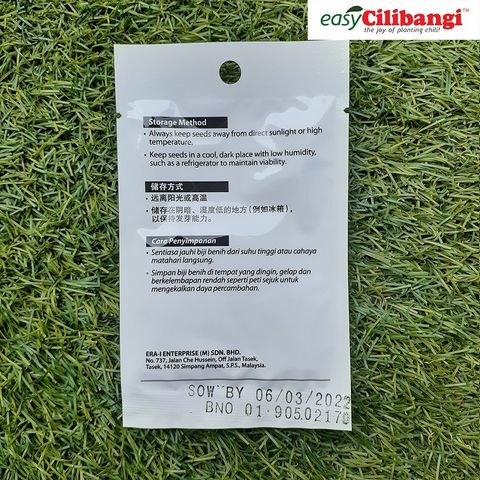 easyCilibangi™
the joy of planting chili!
Storage Method
• Always keep seeds away from direct sunlight or high
temperature.
• Keep seeds in a cool, dark place with low humidity,
such as a refrigerator to maintain viability.
储存方式
• 远离阳光或高温
• 储存在阴暗、湿度低的地方(例如冰箱),
以保持发芽能力。
Cara Penyimpanan
• Sentiasa jauhi biji benih dari suhu tinggi atau cahaya
matahari langsung.
• Simpan biji benih di tempat yang dingin, gelap dan
berkelembapan rendah seperti peti sejuk untuk
mengekalkan daya percambahan.
ERA-I ENTERPRISE (M) SDN. BHD.
No. 737, Jalan Che Hussein, Off Jalan Tasek,
Tasek, 14120 Simpang Ampat, S.P.S., Malaysia.
SOW BY 06/03/2023
BNO 01-905.0217